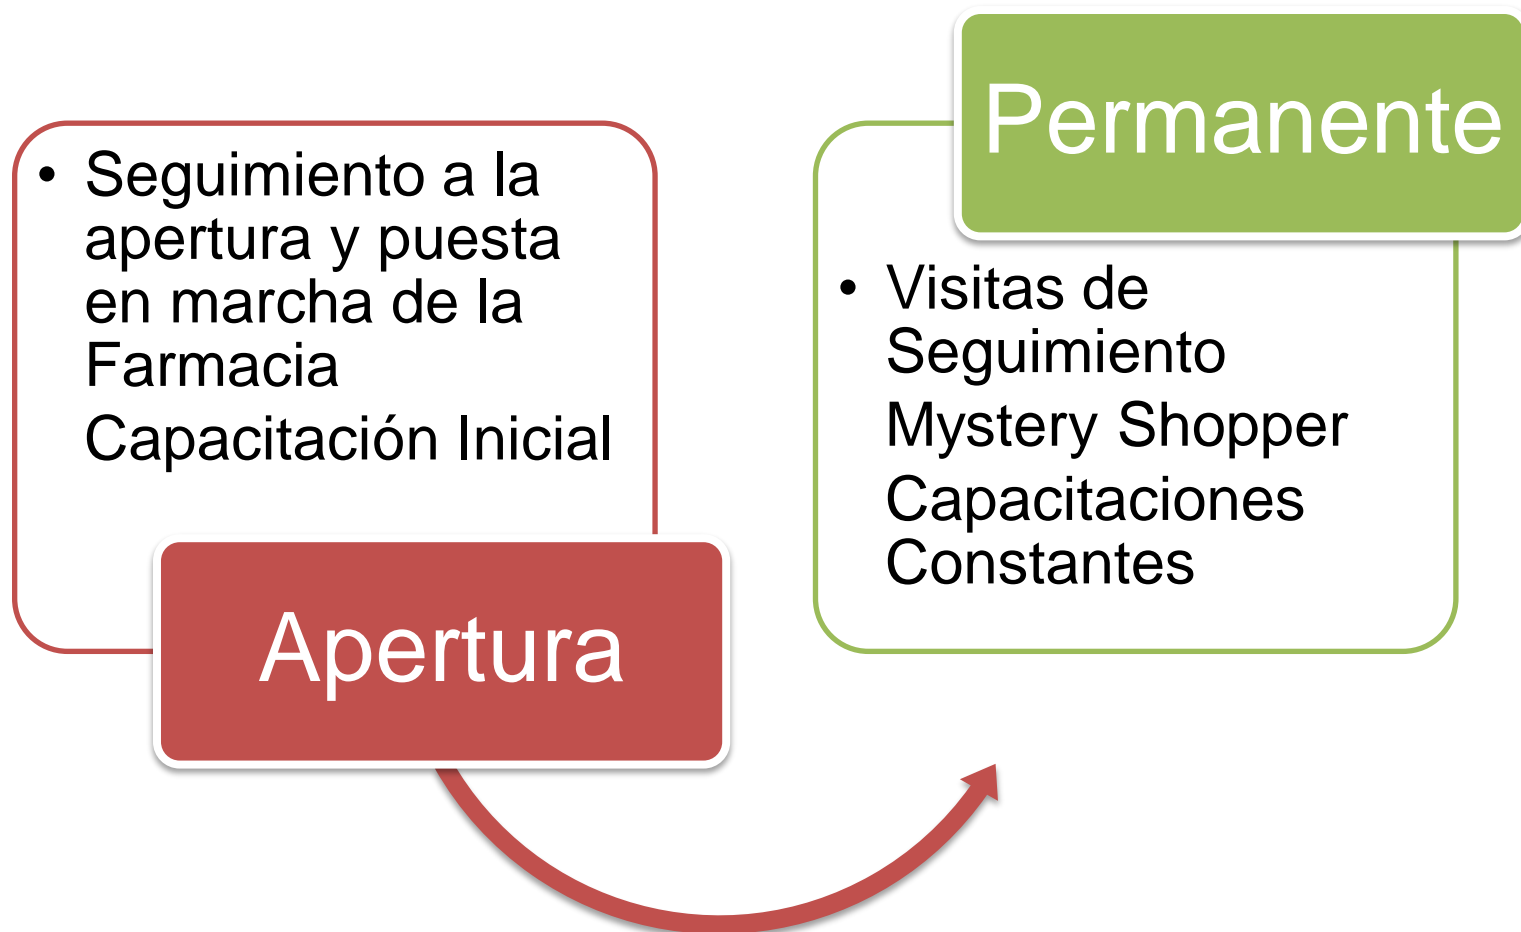 • Seguimiento a la
apertura y puesta
en marcha de la
Farmacia
Capacitación Inicial
Apertura
Permanente
• Visitas de
Seguimiento
Mystery Shopper
Capacitaciones
Constantes